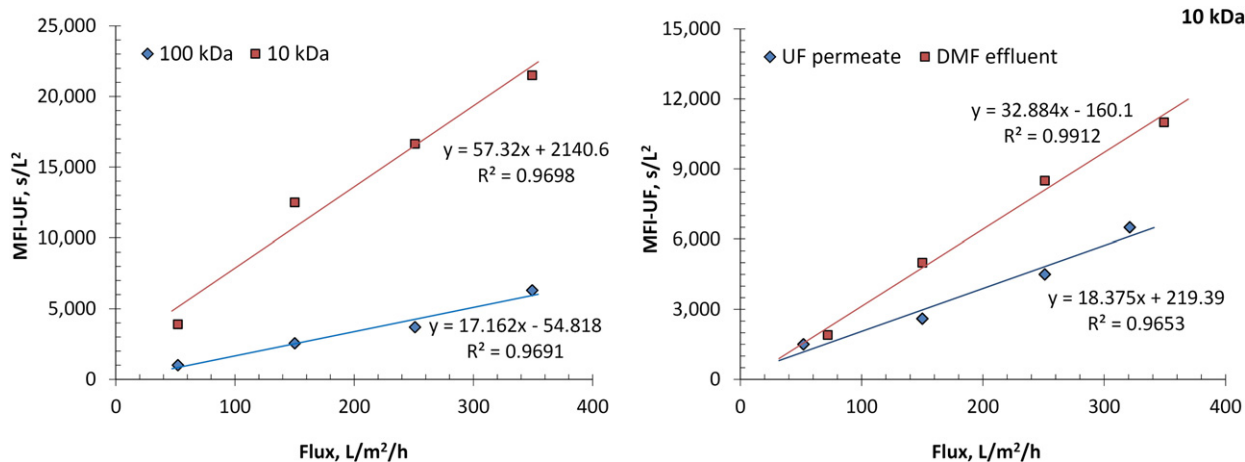 25,000
20,000
15,000
10,000
5,000
0
MFI-UF, s/L²
100 kDa 10 kDa
y = 57.32x + 2140.6
R² = 0.9698
y = 17.162x - 54.818
R² = 0.9691
0 100 200 300 400
Flux, L/m²/h
10 kDa
15,000
12,000
9,000
6,000
3,000
0
MFI-UF, s/L²
UF permeate DMF effluent
y = 32.884x - 160.1
R² = 0.9912
y = 18.375x + 219.39
R² = 0.9653
0 100 200 300 400
Flux, L/m²/h